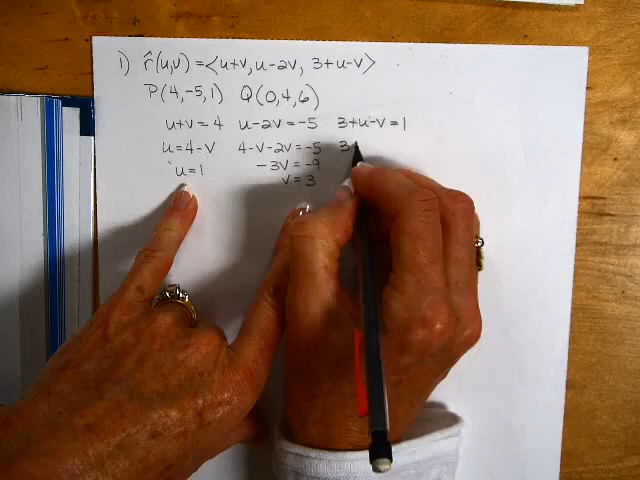 1) r̂(u,v) = <u+v, u-2v, 3+u-v>
P(4,-5,1) Q(0,4,6)
u+v=4 u-2v=-5 3+u-v=1
u=4-v 4-v-2v=-5 3
u=1 -3v=-9
v=3